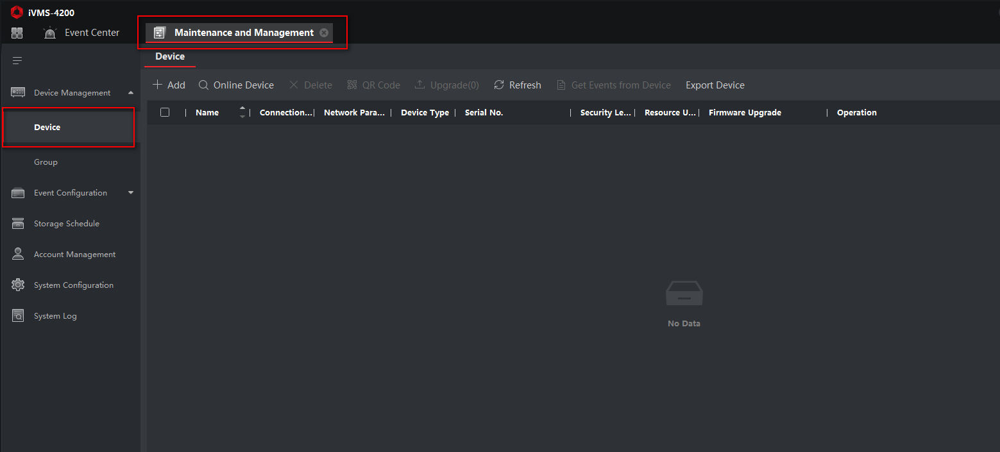 iVMS-4200
Event Center
Maintenance and Management
Device
Add
Online Device
Delete
QR Code
Upgrade(0)
Refresh
Get Events from Device
Export Device
Device Management
Device
Group
Event Configuration
Storage Schedule
Account Management
System Configuration
System Log
Name
Connection...
Network Para...
Device Type
Serial No.
Security Le...
Resource U...
Firmware Upgrade
Operation
No Data